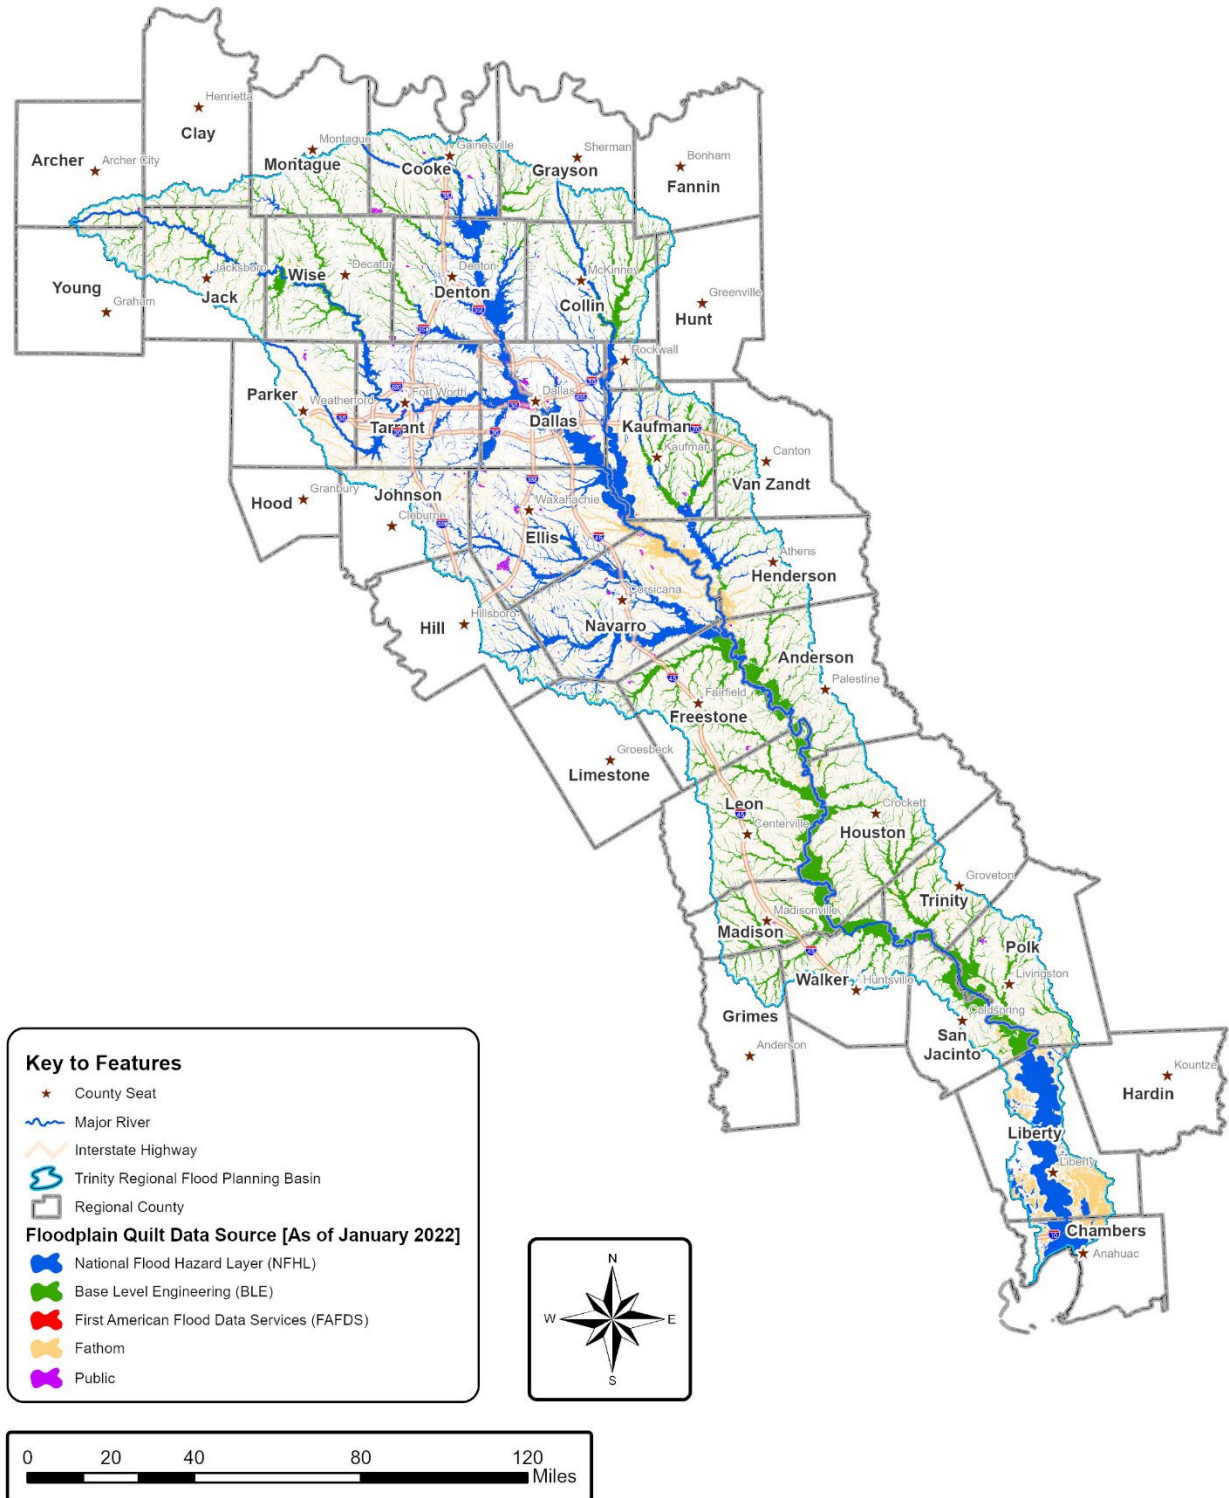 Henrietta
Clay
Archer
Archer City
Montague
Montague
Gainesville
Cooke
Sherman
Grayson
Bonham
Fannin
Young
Graham
Jacksboro
Jack
Wise
Decatur
Denton
Denton
McKinney
Collin
Greenville
Hunt
Rockwall
Parker
Weatherford
Fort Worth
Tarrant
Dallas
Dallas
Kaufman
Kaufman
Canton
Van Zandt
Hood
Granbury
Johnson
Cleburne
Waxahachie
Ellis
Athens
Henderson
Hill
Hillsboro
Corsicana
Navarro
Anderson
Palestine
Fairfield
Freestone
Groesbeck
Limestone
Leon
Centerville
Crockett
Houston
Groveton
Trinity
Madisonville
Madison
Polk
Livingston
Walker
Huntsville
Grimes
Anderson
Coldspring
San
Jacinto
Kountze
Hardin
Liberty
Liberty
Chambers
Anahuac
45
45
45
45
10
Key to Features
County Seat
Major River
Interstate Highway
Trinity Regional Flood Planning Basin
Regional County
Floodplain Quilt Data Source [As of January 2022]
National Flood Hazard Layer (NFHL)
Base Level Engineering (BLE)
First American Flood Data Services (FAFDS)
Fathom
Public
N
W E
S
0 20 40 80 120
Miles